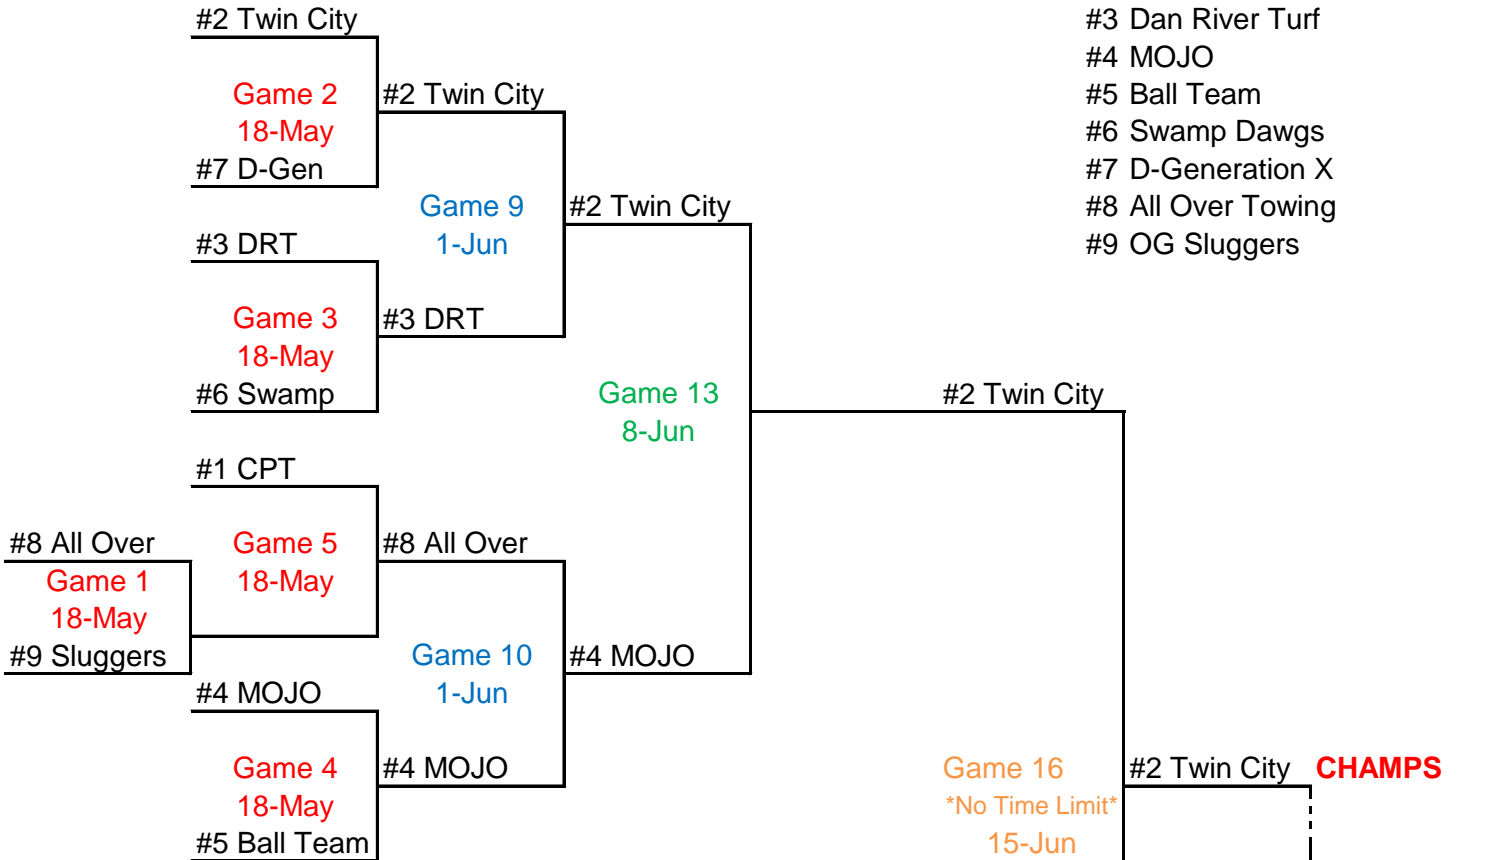 #2 Twin City
#3 Dan River Turf
#4 MOJO
Game 2
#2 Twin City
#5 Ball Team
18-May
#6 Swamp Dawgs
#7 D-Gen
#7 D-Generation X
Game 9
#2 Twin City
#8 All Over Towing
#3 DRT
1-Jun
#9 OG Sluggers
Game 3
#3 DRT
18-May
#6 Swamp
Game 13
#2 Twin City
8-Jun
#1 CPT
#8 All Over
Game 5
#8 All Over
Game 1
18-May
18-May
#9 Sluggers
Game 10
#4 MOJO
#4 MOJO
1-Jun
Game 4
#4 MOJO
Game 16
#2 Twin City
CHAMPS
18-May
*No Time Limit*
#5 Ball Team
15-Jun